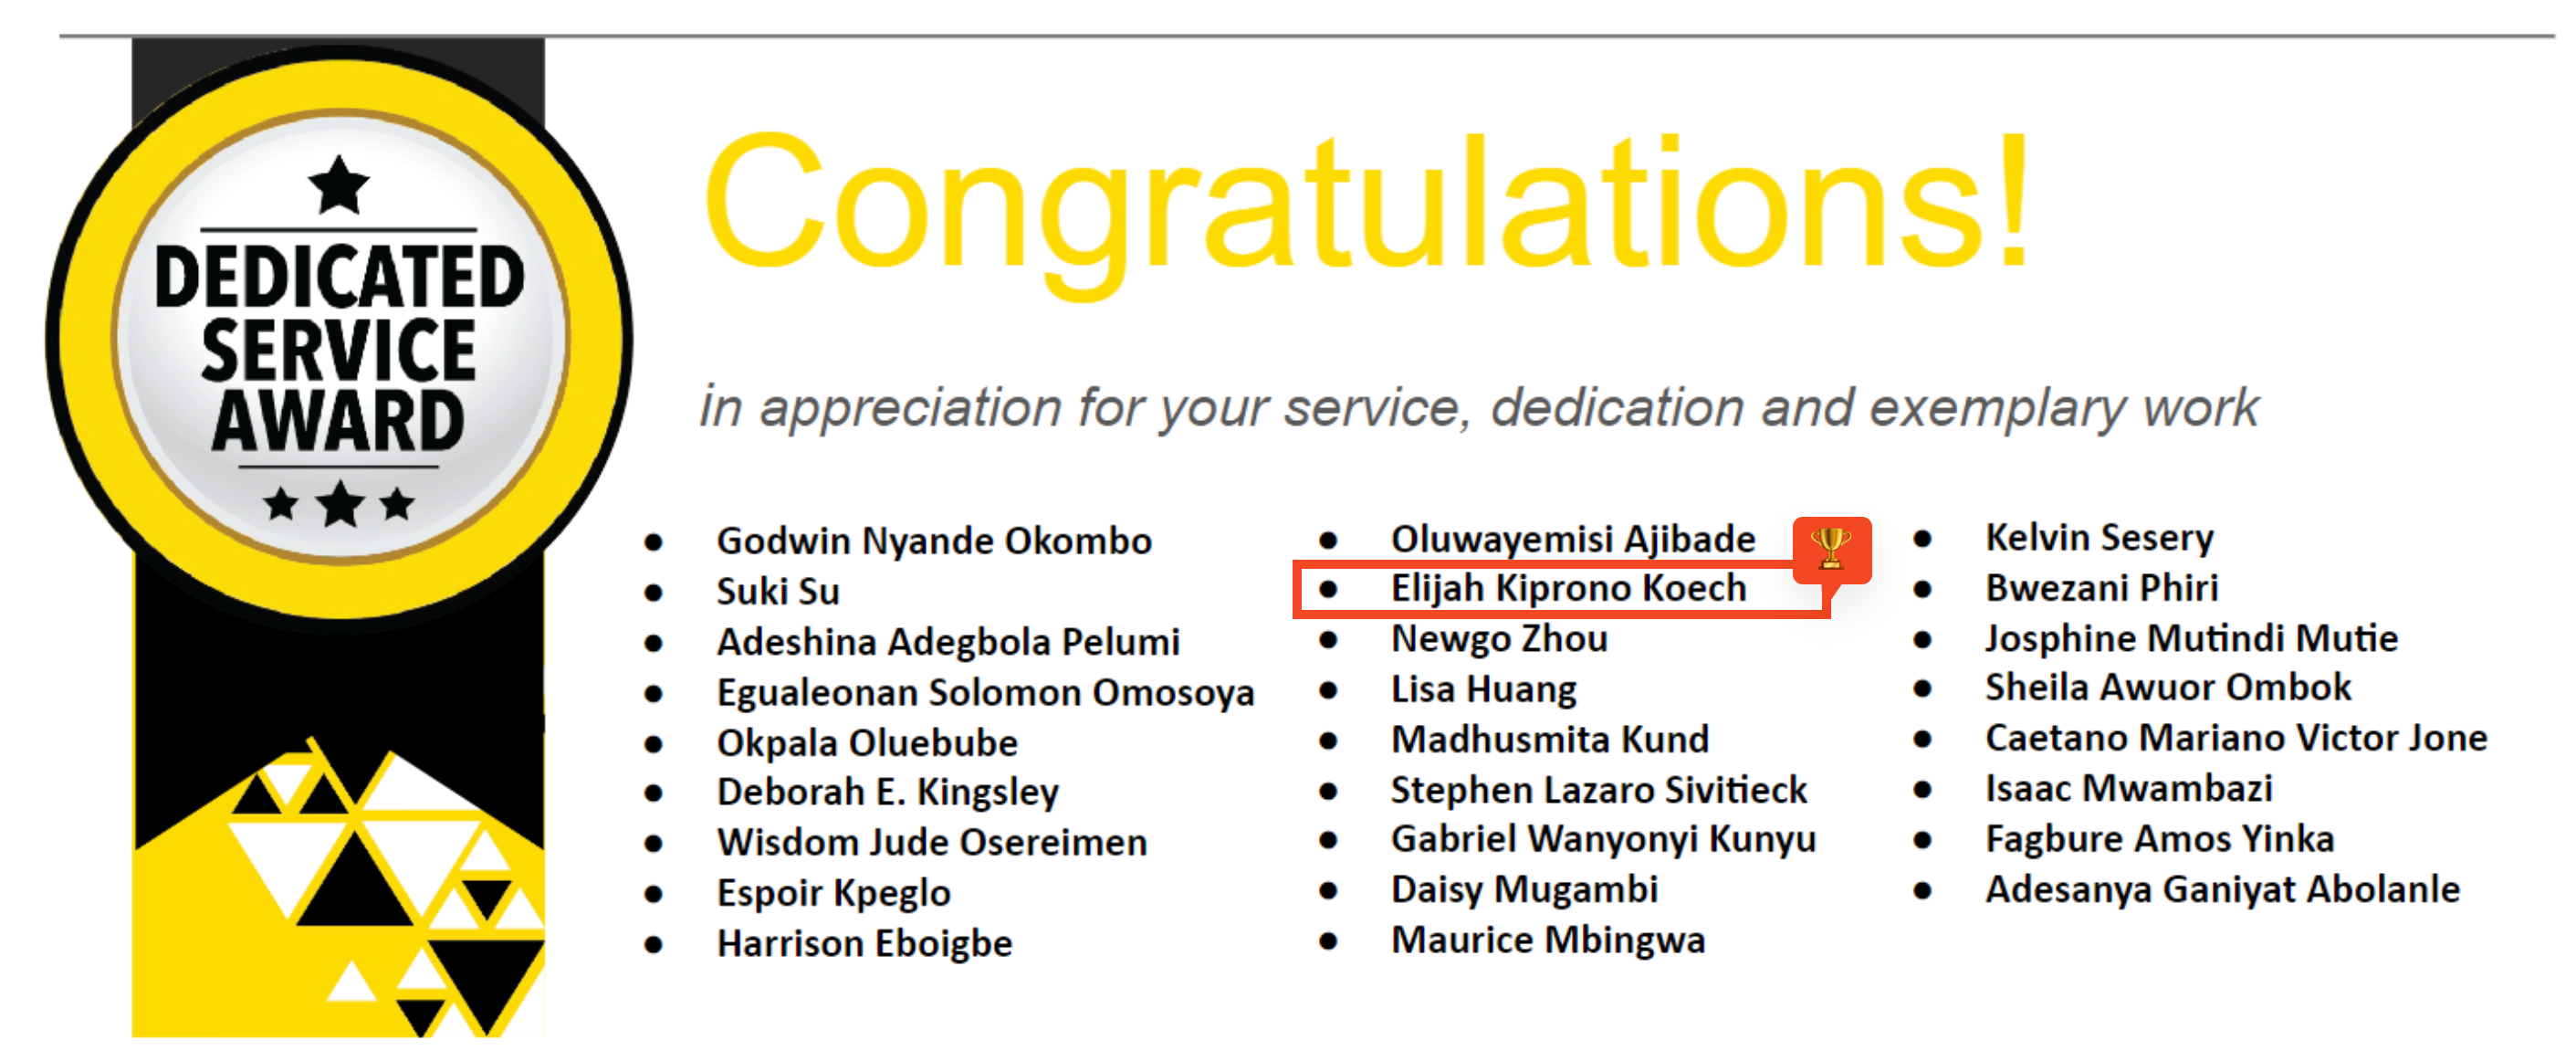 DEDICATED
SERVICE
AWARD
Congratulations!
in appreciation for your service, dedication and exemplary work
● Godwin Nyande Okombo
● Suki Su
● Adeshina Adegbola Pelumi
● Egualeonan Solomon Omosoya
● Okpala Oluebube
● Deborah E. Kingsley
● Wisdom Jude Osereimen
● Espoir Kpeglo
● Harrison Eboigbe
● Oluwayemisi Ajibade
● Elijah Kiprono Koech
● Newgo Zhou
● Lisa Huang
● Madhusmita Kund
● Stephen Lazaro Sivitieck
● Gabriel Wanyonyi Kunyu
● Daisy Mugambi
● Maurice Mbingwa
● Kelvin Sesery
● Bwezani Phiri
● Josphine Mutindi Mutie
● Sheila Awuor Ombok
● Caetano Mariano Victor Jone
● Isaac Mwambazi
● Fagbure Amos Yinka
● Adesanya Ganiyat Abolanle